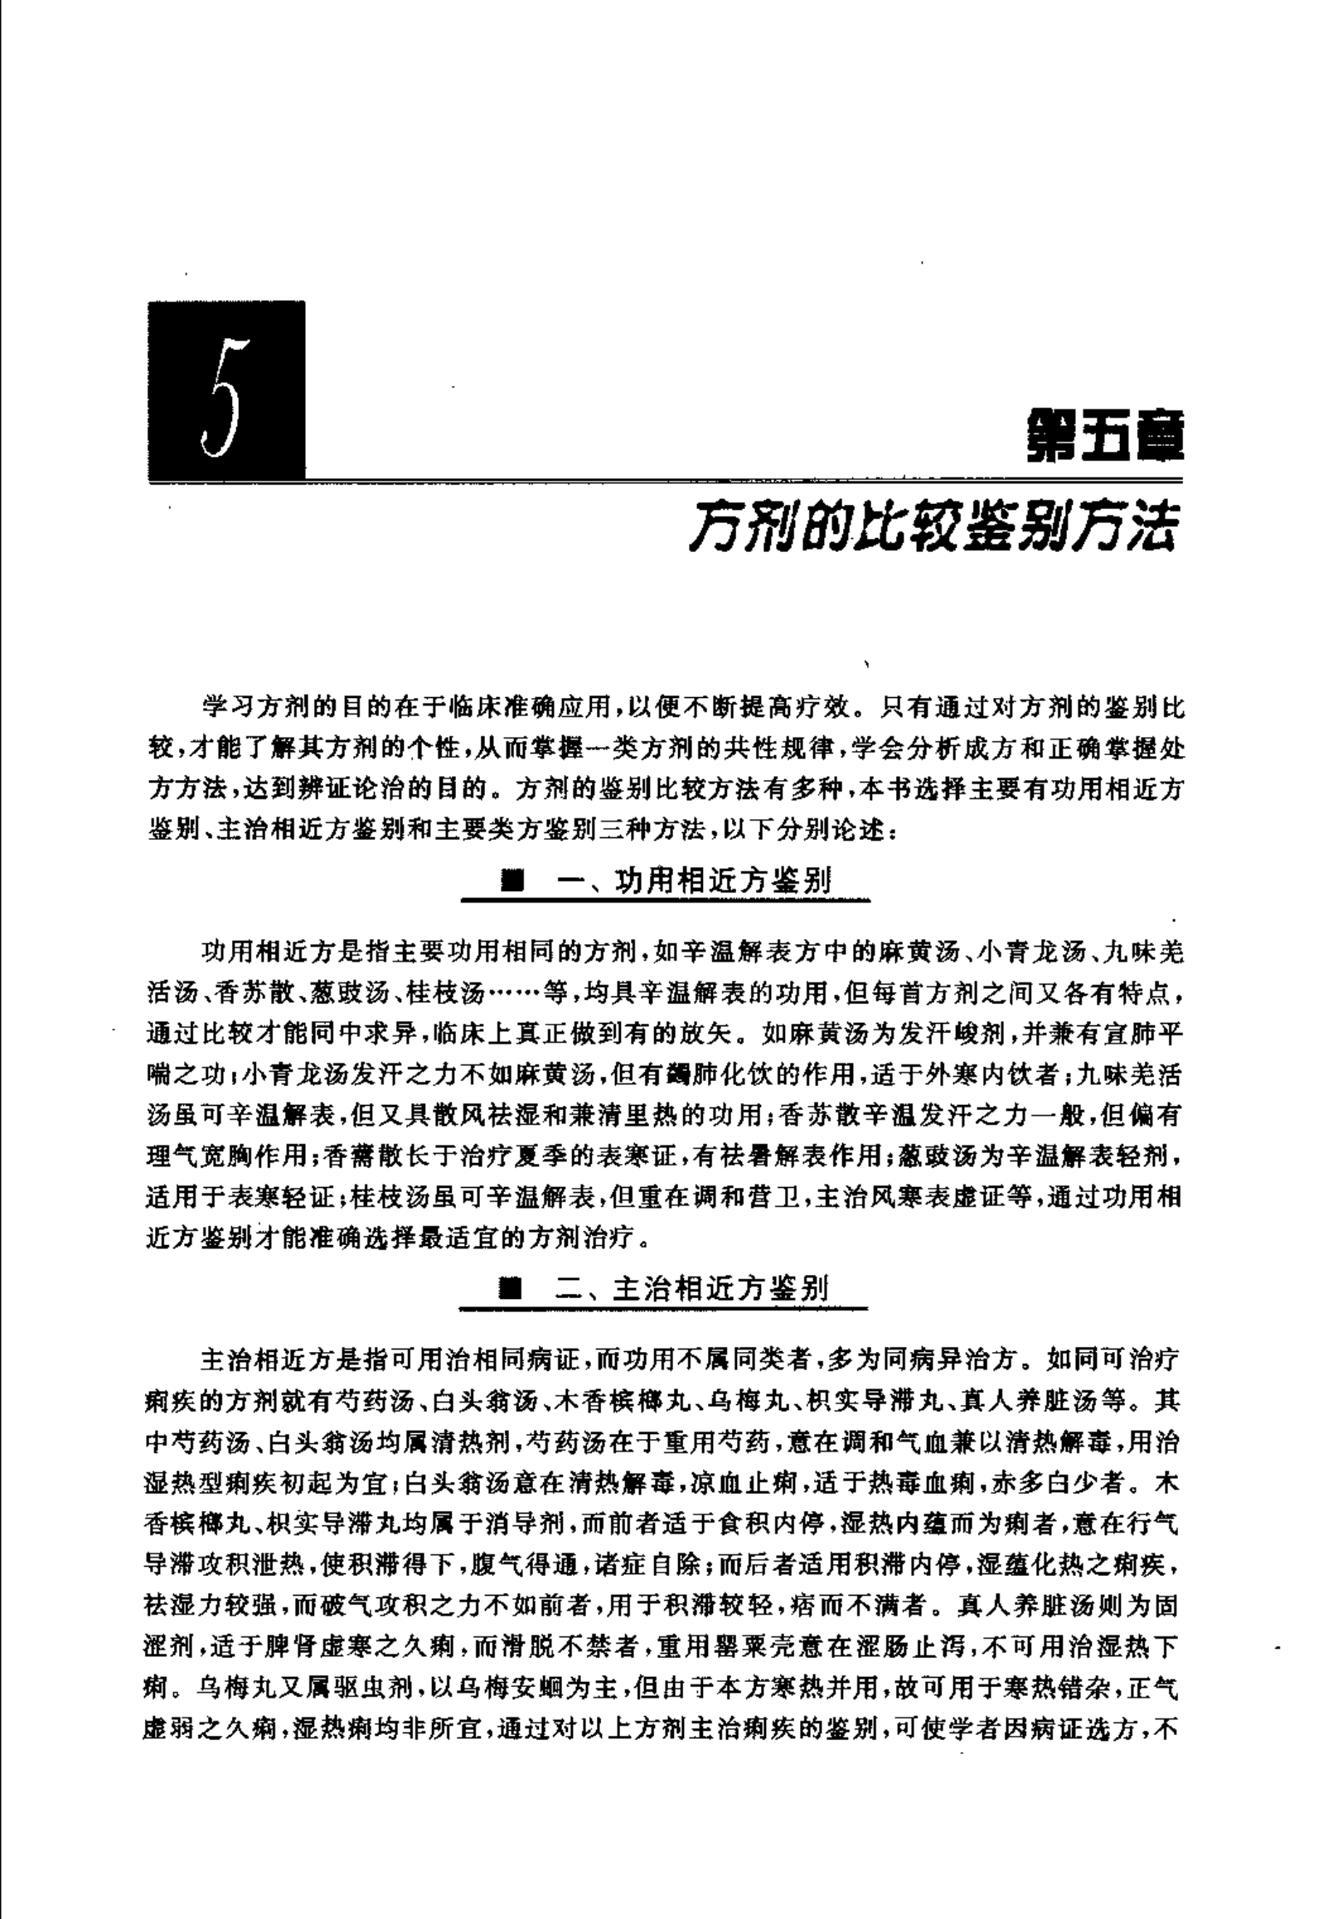 5
第五章
方剂的比较鉴别方法
学习方剂的目的在于临床准确应用，以便不断提高疗效。只有通过对方剂的鉴别比
较，才能了解其方剂的个性，从而掌握一类方剂的共性规律，学会分析成方和正确掌握处
方方法，达到辨证论治的目的。方剂的鉴别比较方法有多种，本书选择主要有功用相近方
鉴别、主治相近方鉴别和主要类方鉴别三种方法，以下分别论述：
■ 一、功用相近方鉴别
功用相近方是指主要功用相同的方剂，如辛温解表方中的麻黄汤、小青龙汤、九味羌
活汤、香苏散、葱豉汤、桂枝汤……等，均具辛温解表的功用，但每首方剂之间又各有特点，
通过比较才能同中求异，临床上真正做到有的放矢。如麻黄汤为发汗峻剂，并兼有宣肺平
喘之功；小青龙汤发汗之力不如麻黄汤，但有蠲肺化饮的作用，适于外寒内饮者；九味羌活
汤虽可辛温解表，但又具散风祛湿和兼清里热的功用；香苏散辛温发汗之力一般，但偏有
理气宽胸作用；香薷散长于治疗夏季的表寒证，有祛暑解表作用；葱豉汤为辛温解表轻剂，
适用于表寒轻证；桂枝汤虽可辛温解表，但重在调和营卫，主治风寒表虚证等，通过功用相
近方鉴别才能准确选择最适宜的方剂治疗。
■ 二、主治相近方鉴别
主治相近方是指可用治相同病证，而功用不属同类者，多为同病异治方。如同可治疗
痢疾的方剂就有芍药汤、白头翁汤、木香槟榔丸、乌梅丸、枳实导滞丸、真人养脏汤等。其
中芍药汤、白头翁汤均属清热剂，芍药汤在于重用芍药，意在调和气血兼以清热解毒，用治
湿热型痢疾初起为宜；白头翁汤意在清热解毒，凉血止痢，适于热毒血痢，赤多白少者。木
香槟榔丸、枳实导滞丸均属于消导剂，而前者适于食积内停，湿热内蕴而为痢者，意在行气
导滞攻积泄热，使积滞得下，腹气得通，诸症自除；而后者适用积滞内停，湿蕴化热之痢疾，
祛湿力较强，而破气攻积之力不如前者，用于积滞较轻，痞而不满者。真人养脏汤则为固
涩剂，适于脾肾虚寒之久痢，而滑脱不禁者，重用罂粟壳意在涩肠止泻，不可用治湿热下
痢。乌梅丸又属驱虫剂，以乌梅安蛔为主，但由于本方寒热并用，故可用于寒热错杂，正气
虚弱之久痢，湿热痢均非所宜，通过对以上方剂主治痢疾的鉴别，可使学者因病证选方，不